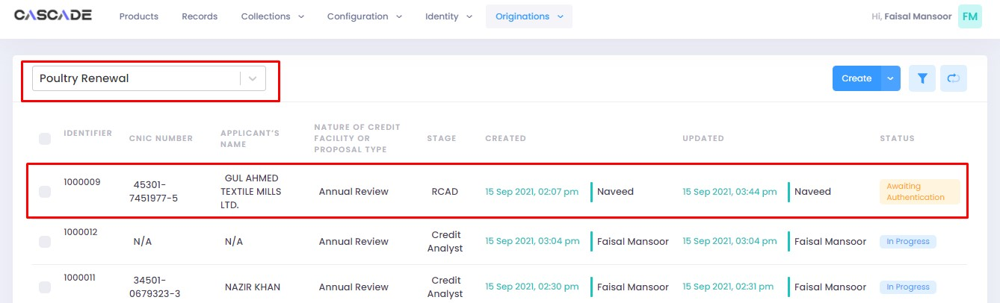 CASCADE
Products Records Collections Configuration Identity Originations Hi, Faisal Mansoor FM
Poultry Renewal Create
IDENTIFIER CNIC NUMBER APPLICANT'S NAME NATURE OF CREDIT FACILITY OR PROPOSAL TYPE STAGE CREATED UPDATED STATUS
1000009 45301-7451977-5 GUL AHMED TEXTILE MILLS LTD. Annual Review RCAD 15 Sep 2021, 02:07 pm Naveed 15 Sep 2021, 03:44 pm Naveed Awaiting Authentication
1000012 N/A N/A Annual Review Credit Analyst 15 Sep 2021, 03:04 pm Faisal Mansoor 15 Sep 2021, 03:04 pm Faisal Mansoor In Progress
1000011 34501-0679323-3 NAZIR KHAN Annual Review Credit Analyst 15 Sep 2021, 02:30 pm Faisal Mansoor 15 Sep 2021, 02:31 pm Faisal Mansoor In Progress